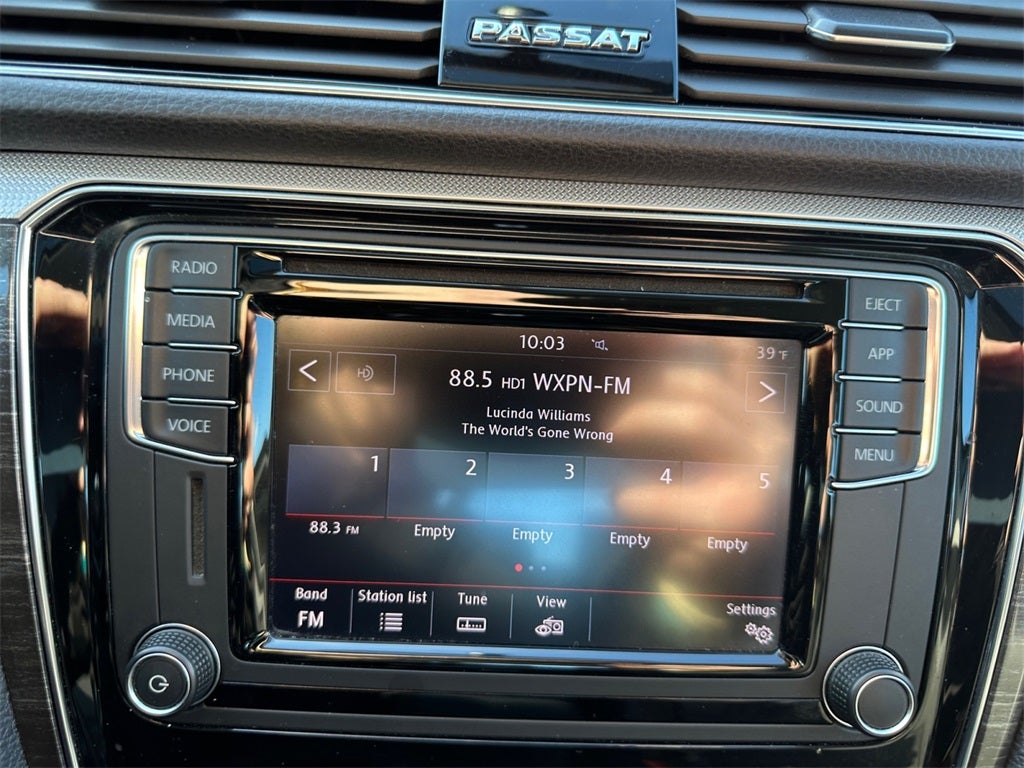 PASSAT
RADIO
MEDIA
PHONE
VOICE
EJECT
APP
SOUND
MENU
10:03
39 °F
HD
88.5 HD1 WXPN-FM
Lucinda Williams
The World's Gone Wrong
1 2 3 4 5
88.3 FM Empty Empty Empty Empty
Band Station list Tune View Settings
FM